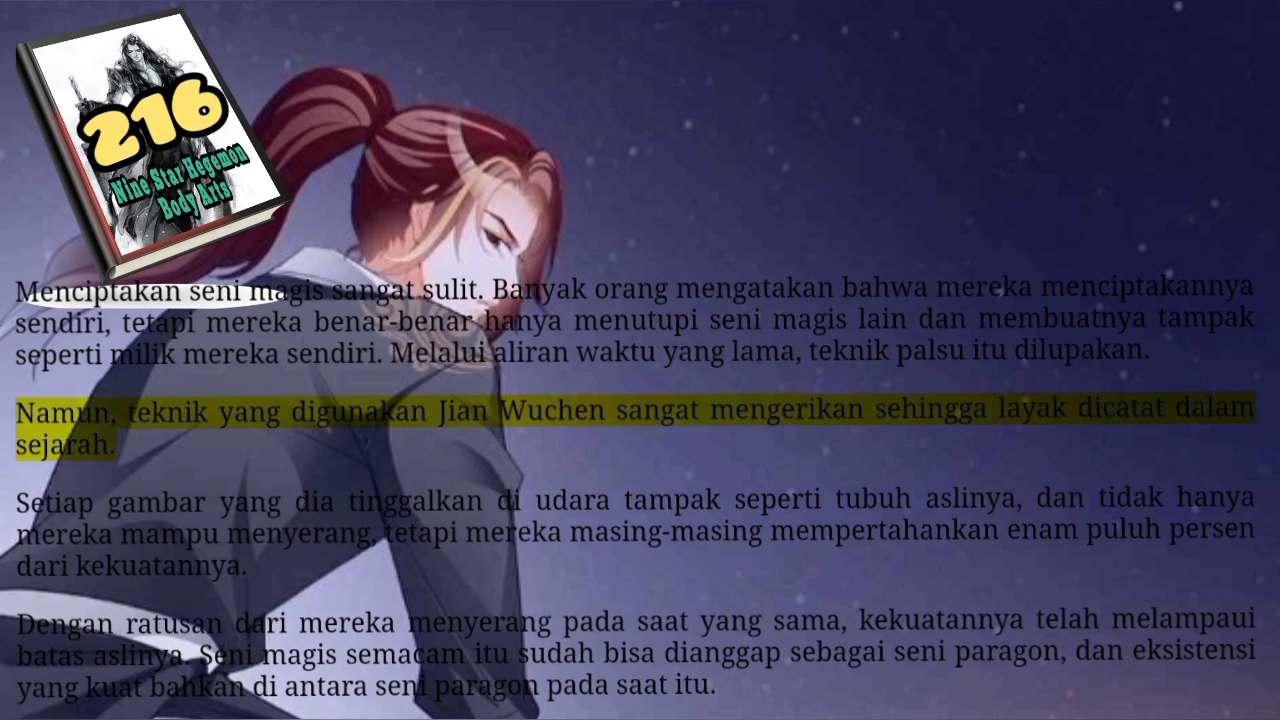 216
Nine Star Hegemon
Body Arts
Menciptakan seni magis sangat sulit. Banyak orang mengatakan bahwa mereka menciptakannya
sendiri, tetapi mereka benar-benar hanya menutupi seni magis lain dan membuatnya tampak
seperti milik mereka sendiri. Melalui aliran waktu yang lama, teknik palsu itu dilupakan.
Namun, teknik yang digunakan Jian Wuchen sangat mengerikan sehingga layak dicatat dalam
sejarah.
Setiap gambar yang dia tinggalkan di udara tampak seperti tubuh aslinya, dan tidak hanya
mereka mampu menyerang, tetapi mereka masing-masing mempertahankan enam puluh persen
dari kekuatannya.
Dengan ratusan dari mereka menyerang pada saat yang sama, kekuatannya telah melampaui
batas aslinya. Seni magis semacam itu sudah bisa dianggap sebagai seni paragon, dan eksistensi
yang kuat bahkan di antara seni paragon pada saat itu.